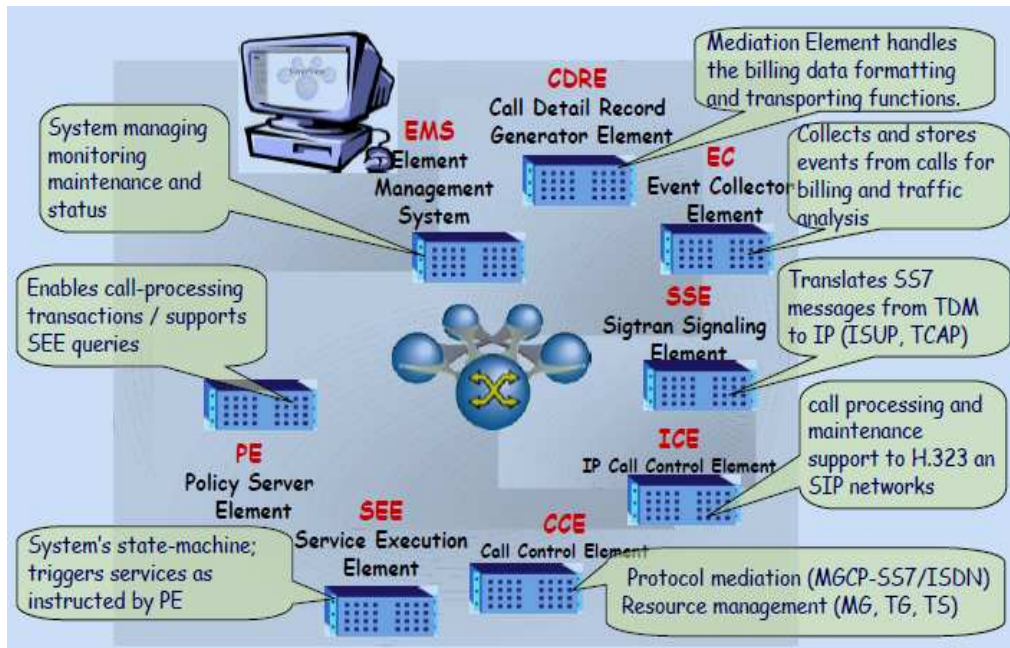 Mediation Element handles
the billing data formatting
and transporting functions.
CDRE
Call Detail Record
Generator Element
System managing
monitoring
maintenance and
status
EMS
Element
Management
System
Collects and stores
events from calls for
billing and traffic
analysis
EC
Event Collector
Element
Enables call-processing
transactions / supports
SEE queries
Translates SS7
messages from TDM
to IP (ISUP, TCAP)
SSE
Sigtran Signaling
Element
call processing and
maintenance
support to H.323 an
SIP networks
ICE
IP Call Control Element
PE
Policy Server
Element
SEE
Service Execution
Element
CCE
Call Control Element
System's state-machine;
triggers services as
instructed by PE
Protocol mediation (MGCP-SS7/ISDN)
Resource management (MG, TG, TS)